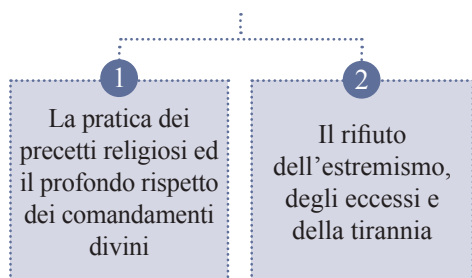 1
La pratica dei
precetti religiosi ed
il profondo rispetto
dei comandamenti
divini
2
Il rifiuto
dell'estremismo,
degli eccessi e
della tirannia